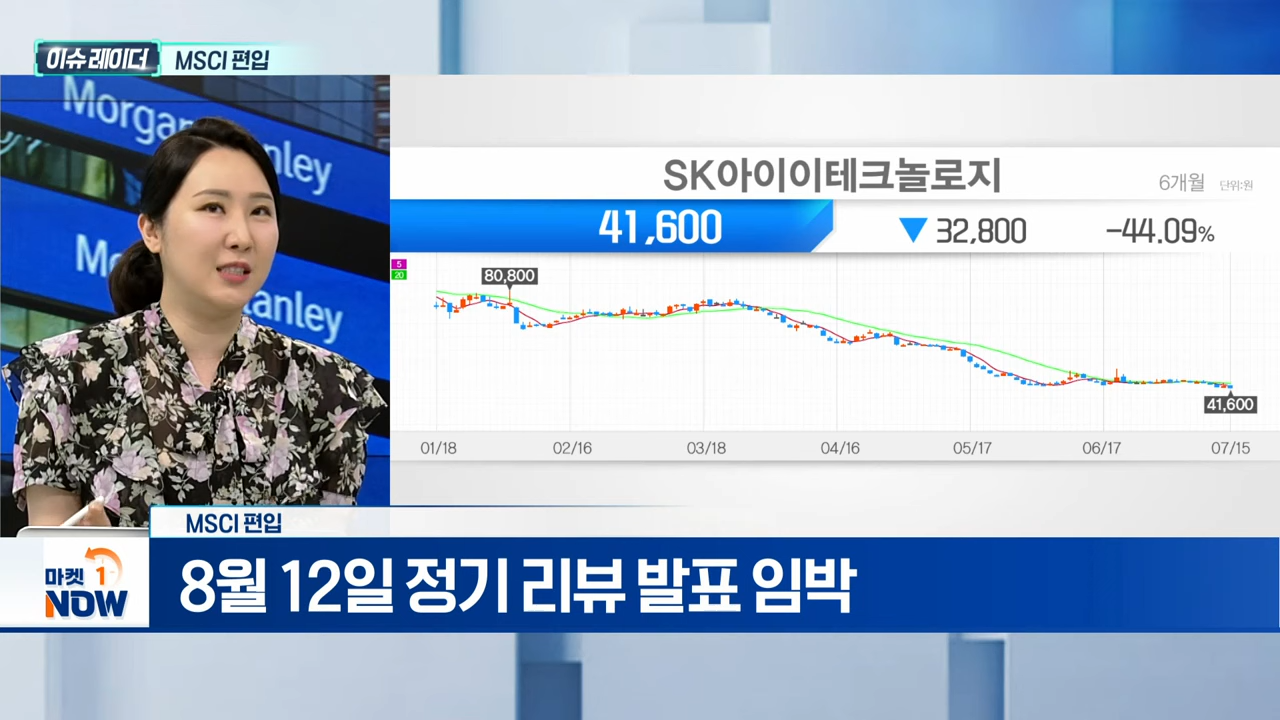 이슈 레이더
MSCI 편입
Morgan Stanley
Mo
Stanley
SK아이이테크놀로지
6개월
단위:원
41,600
▼ 32,800
-44.09%
5
20
80,800
41,600
01/18
02/16
03/18
04/16
05/17
06/17
07/15
MSCI 편입
마켓 1
NOW
8월 12일 정기 리뷰 발표 임박